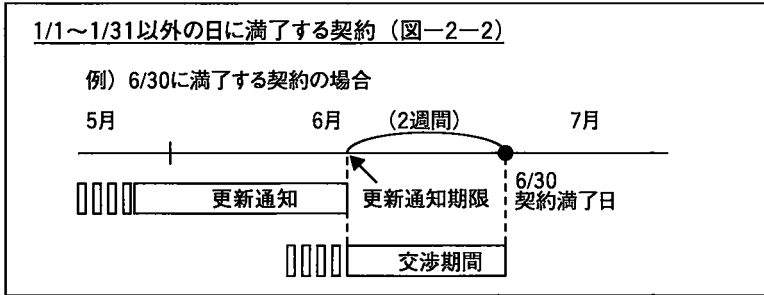 1/1～1/31以外の日に満了する契約（図ー2ー2）
例）6/30に満了する契約の場合
5月 6月 （2週間） 7月
更新通知 更新通知期限 6/30
契約満了日
交渉期間